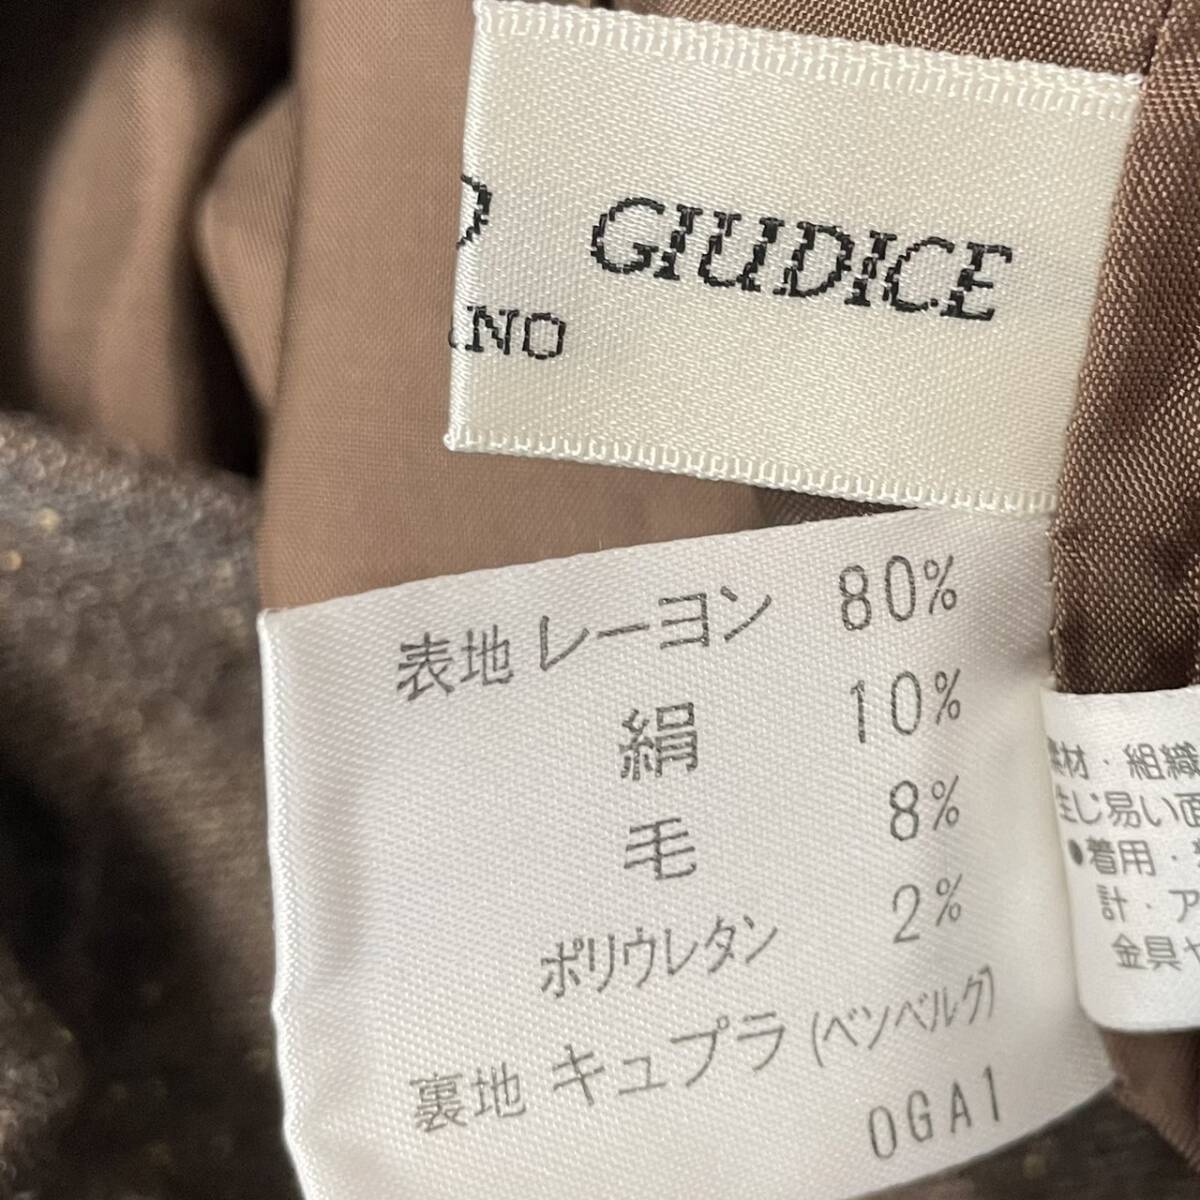 GIUDICE
NO
表地 レーヨン 80%
絹 10%
毛 8%
ポリウレタン 2%
裏地 キュプラ (ベンベルグ)
OGA1
素材・組織
生じ易い面
●着用・
計・ア
金具や